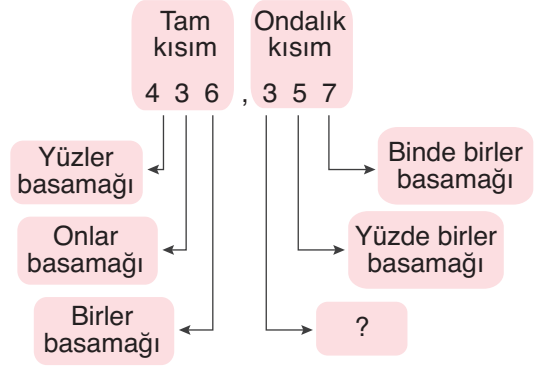 Tam
kısım
Ondalık
kısım
4 3 6 , 3 5 7
Yüzler
basamağı
Binde birler
basamağı
Onlar
basamağı
Yüzde birler
basamağı
Birler
basamağı
?